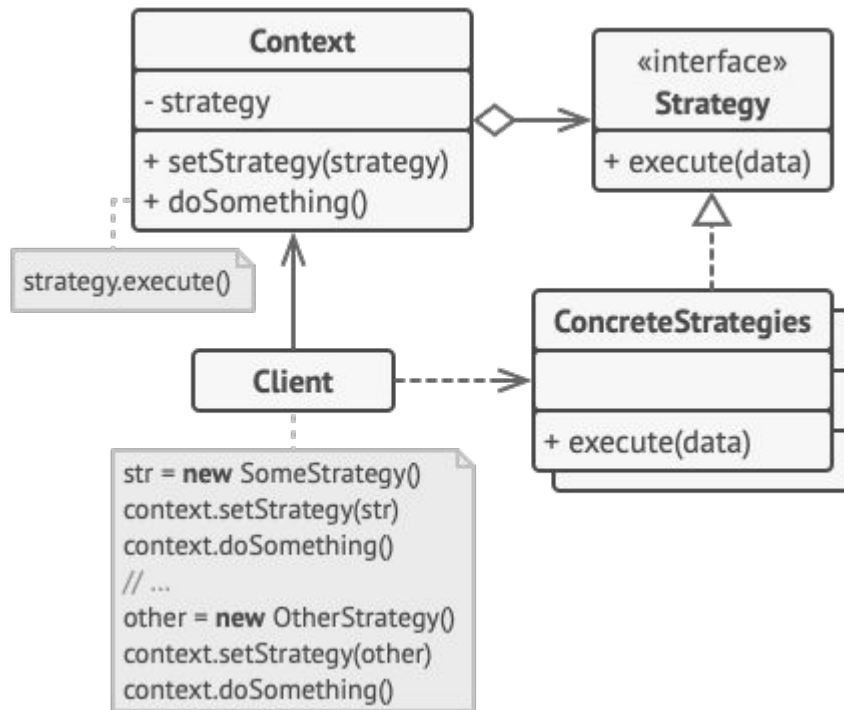 Context
- strategy
+ setStrategy(strategy)
+ doSomething()
«interface»
Strategy
+ execute(data)
strategy.execute()
Client
ConcreteStrategies
+ execute(data)
str = new SomeStrategy()
context.setStrategy(str)
context.doSomething()
// ...
other = new OtherStrategy()
context.setStrategy(other)
context.doSomething()